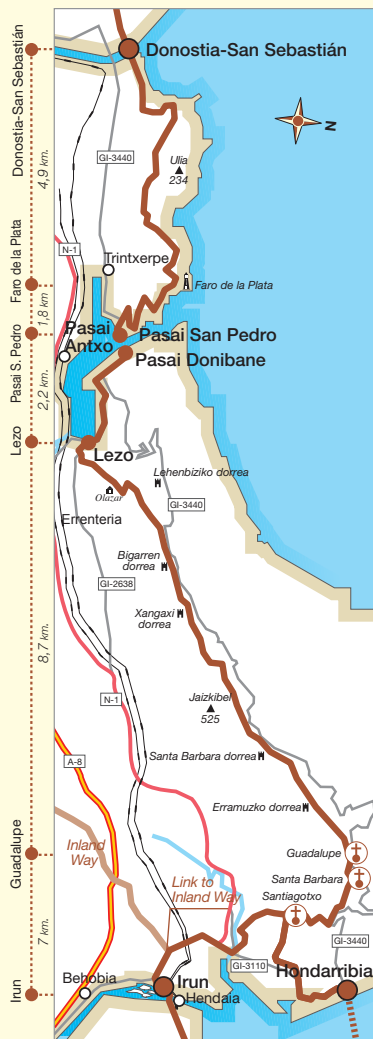 Donostia-San Sebastián
4,9 km.
Faro de la Plata
1,8 km
Pasai S. Pedro
2,2 km.
Lezo
8,7 km.
Guadalupe
7 km.
Irun
Donostia-San Sebastián
N
GI-3440
Ulia
234
N-1
Trintxerpe
Faro de la Plata
Pasai
Antxo
Pasai San Pedro
Pasai Donibane
Lezo
Lehenbiziko dorrea
Olazar
GI-3440
Errenteria
Bigarren
dorrea
GI-2638
Xangaxi
dorrea
Jaizkibel
525
N-1
Santa Barbara dorrea
A-8
Erramuzko dorrea
Inland
Way
Guadalupe
Link to
Inland Way
Santa Barbara
Santiagotxo
GI-3440
GI-3110
Behobia
Irun
Hondarribia
Hendaia